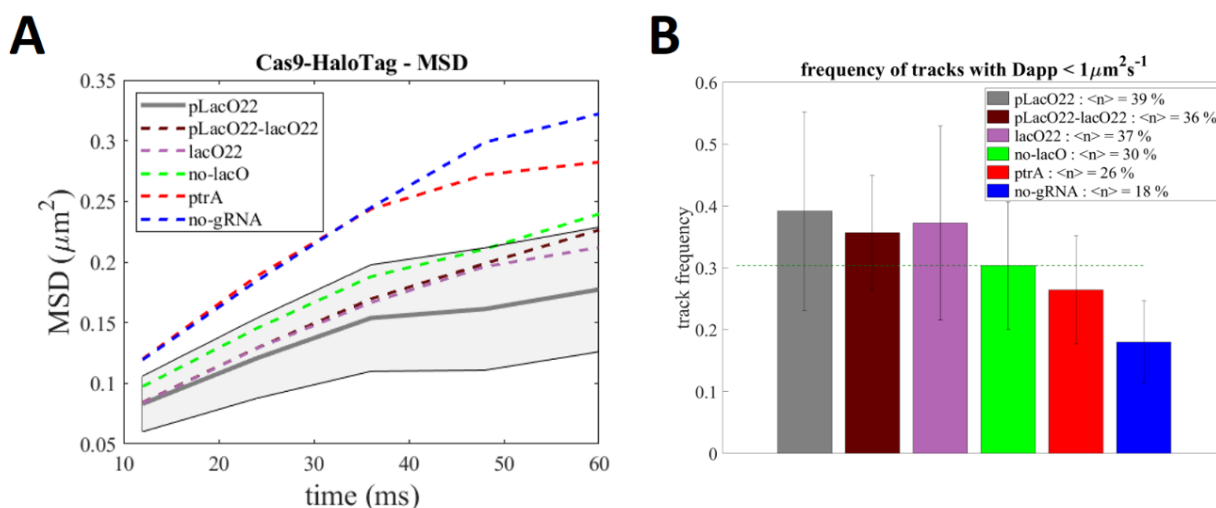 A
Cas9-HaloTag - MSD
0.35
0.3
0.25
0.2
0.15
0.1
0.05
MSD (μm²)
pLacO22
pLacO22-lacO22
lacO22
no-lacO
ptrA
no-gRNA
10 20 30 40 50 60
time (ms)
B
frequency of tracks with Dapp < 1μm²s⁻¹
0.6
0.5
0.4
0.3
0.2
0.1
0
track frequency
pLacO22 : <n> = 39 %
pLacO22-lacO22 : <n> = 36 %
lacO22 : <n> = 37 %
no-lacO : <n> = 30 %
ptrA : <n> = 26 %
no-gRNA : <n> = 18 %